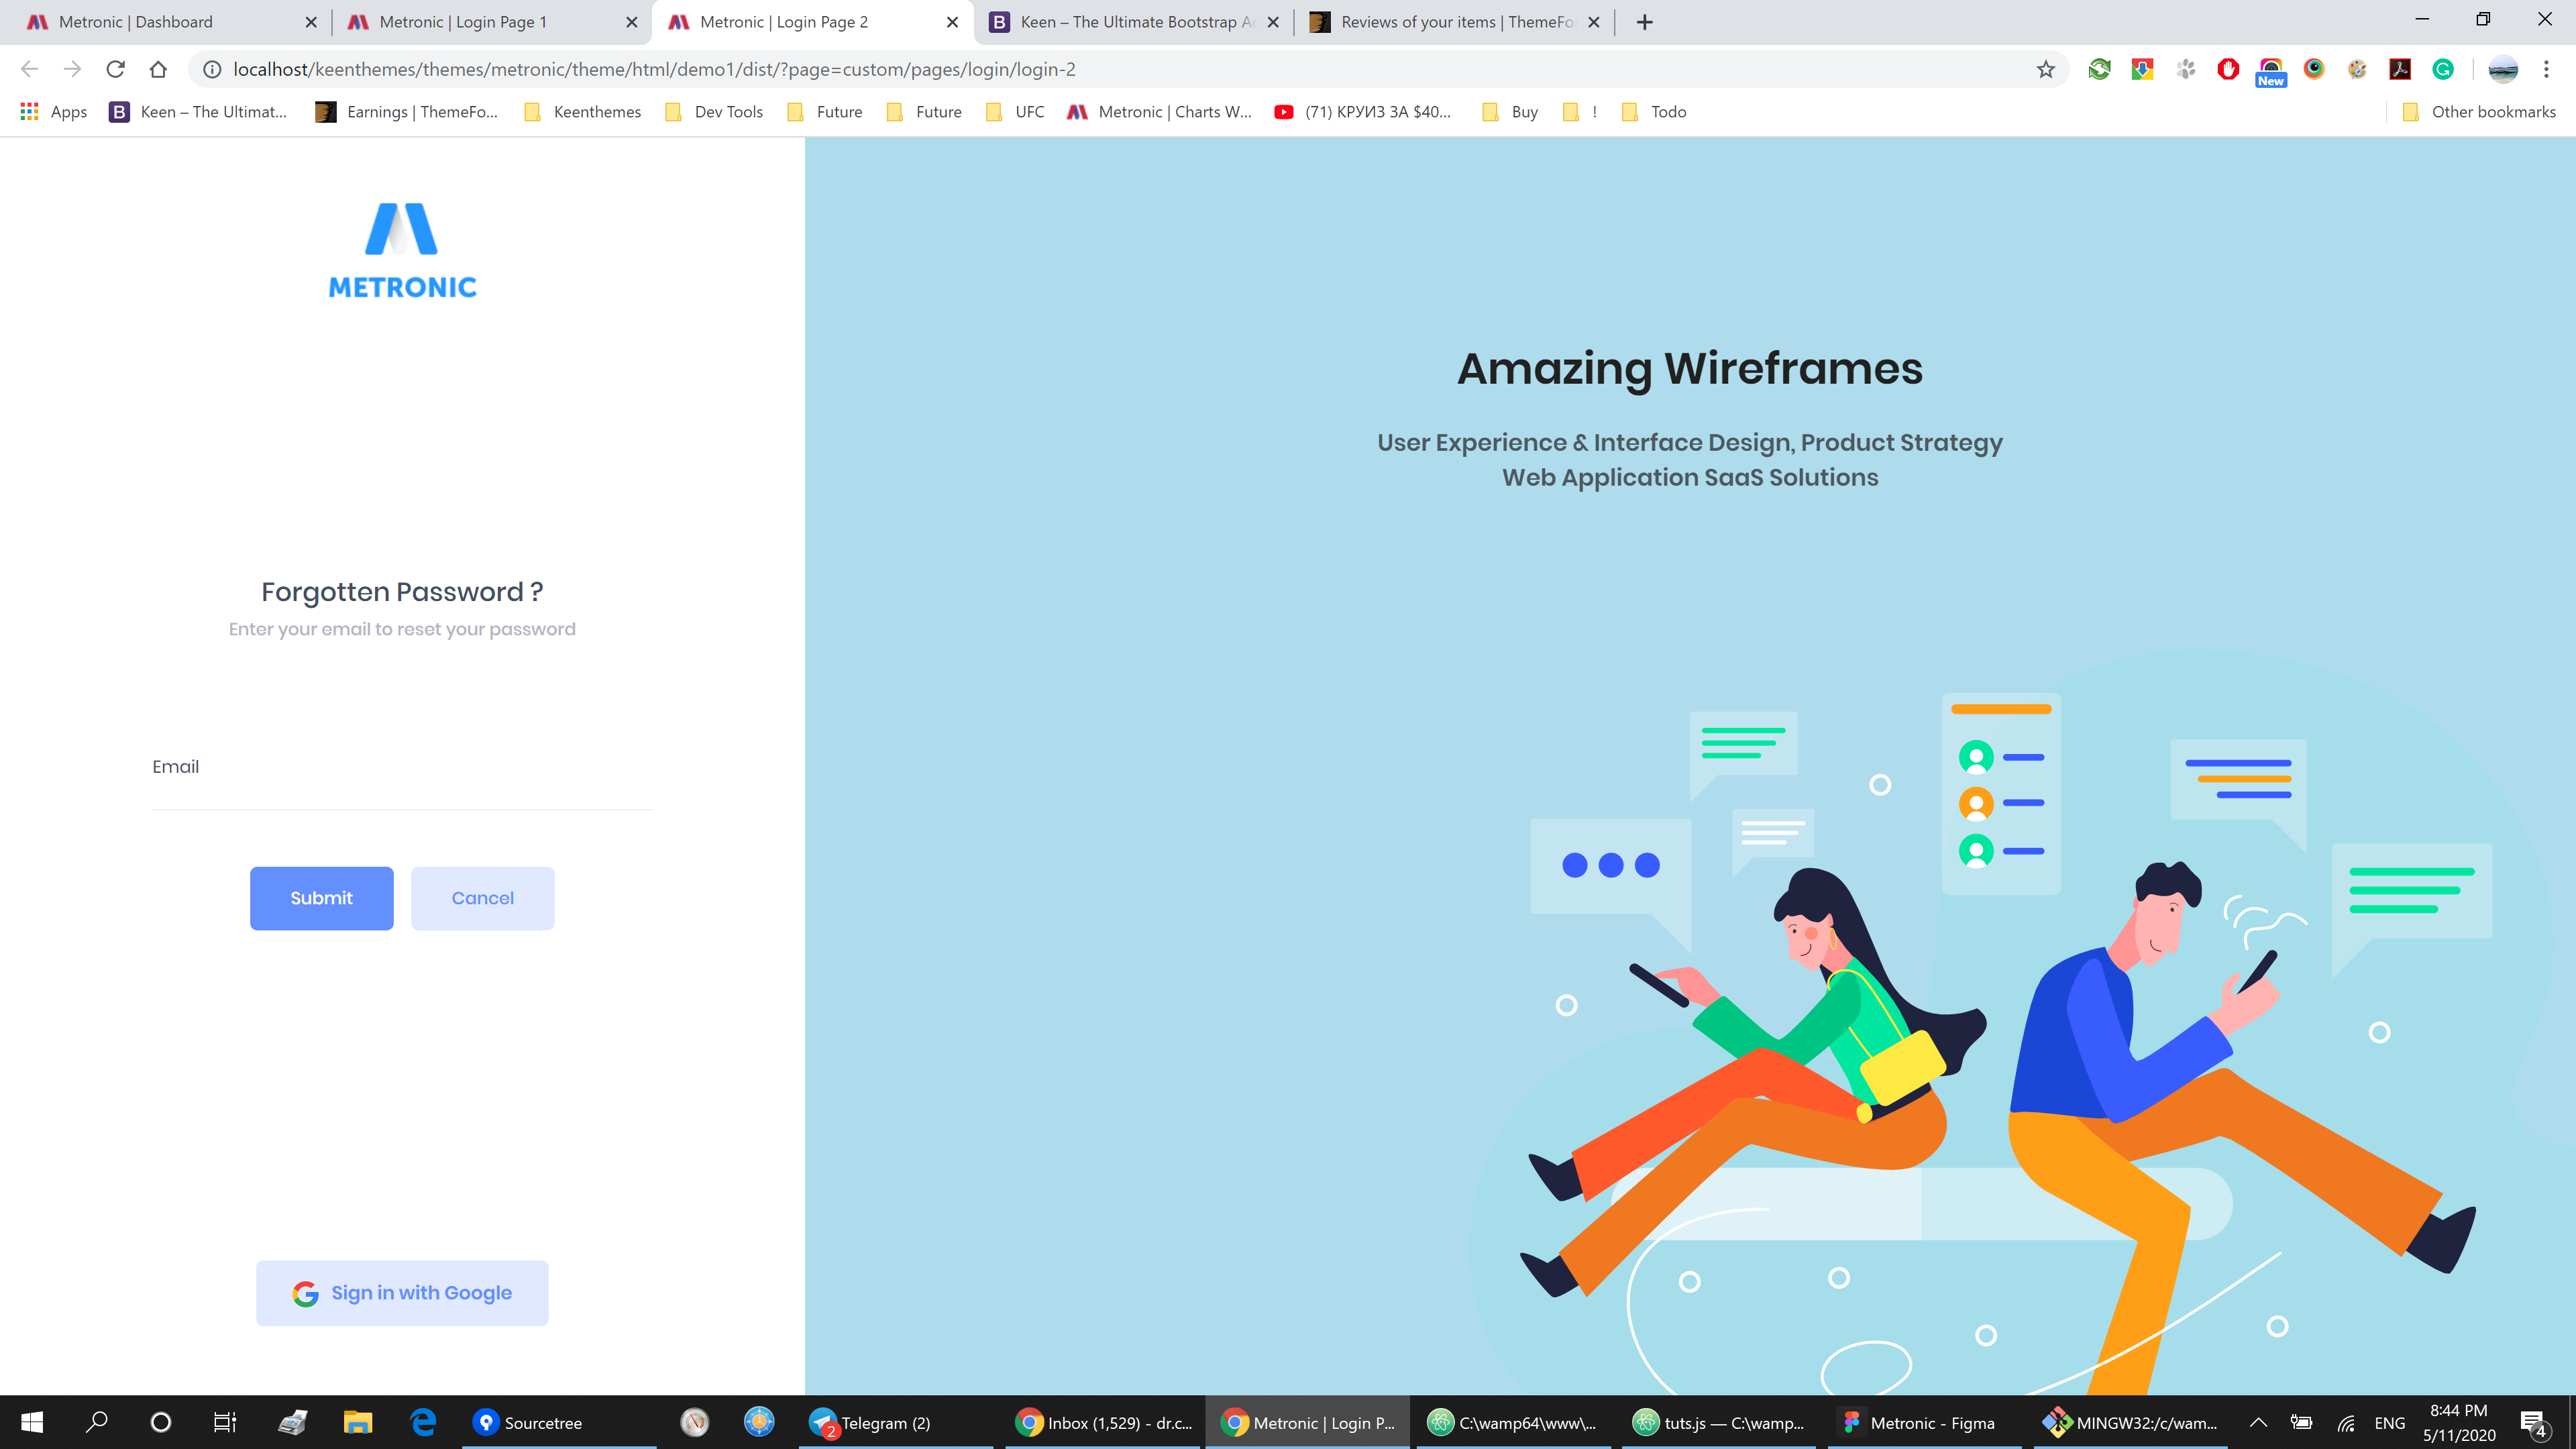 Metronic | Dashboard
Metronic | Login Page 1
Metronic | Login Page 2
Keen – The Ultimate Bootstrap A
Reviews of your items | ThemeFo
localhost/keenthemes/themes/metronic/theme/html/demo1/dist/?page=custom/pages/login/login-2
New
Apps
B Keen – The Ultimat...
Earnings | ThemeFo...
Keenthemes
Dev Tools
Future
Future
UFC
Metronic | Charts W...
(71) КРУИЗ ЗА $40...
Buy
!
Todo
Other bookmarks
METRONIC
Amazing Wireframes
User Experience & Interface Design, Product Strategy
Web Application SaaS Solutions
Forgotten Password ?
Enter your email to reset your password
Email
Submit
Cancel
Sign in with Google
Sourcetree
2
Telegram (2)
Inbox (1,529) - dr.c...
Metronic | Login P...
C:\wamp64\www\...
tuts.js — C:\wamp...
Metronic - Figma
MINGW32:/c/wam...
ENG
8:44 PM
5/11/2020
4